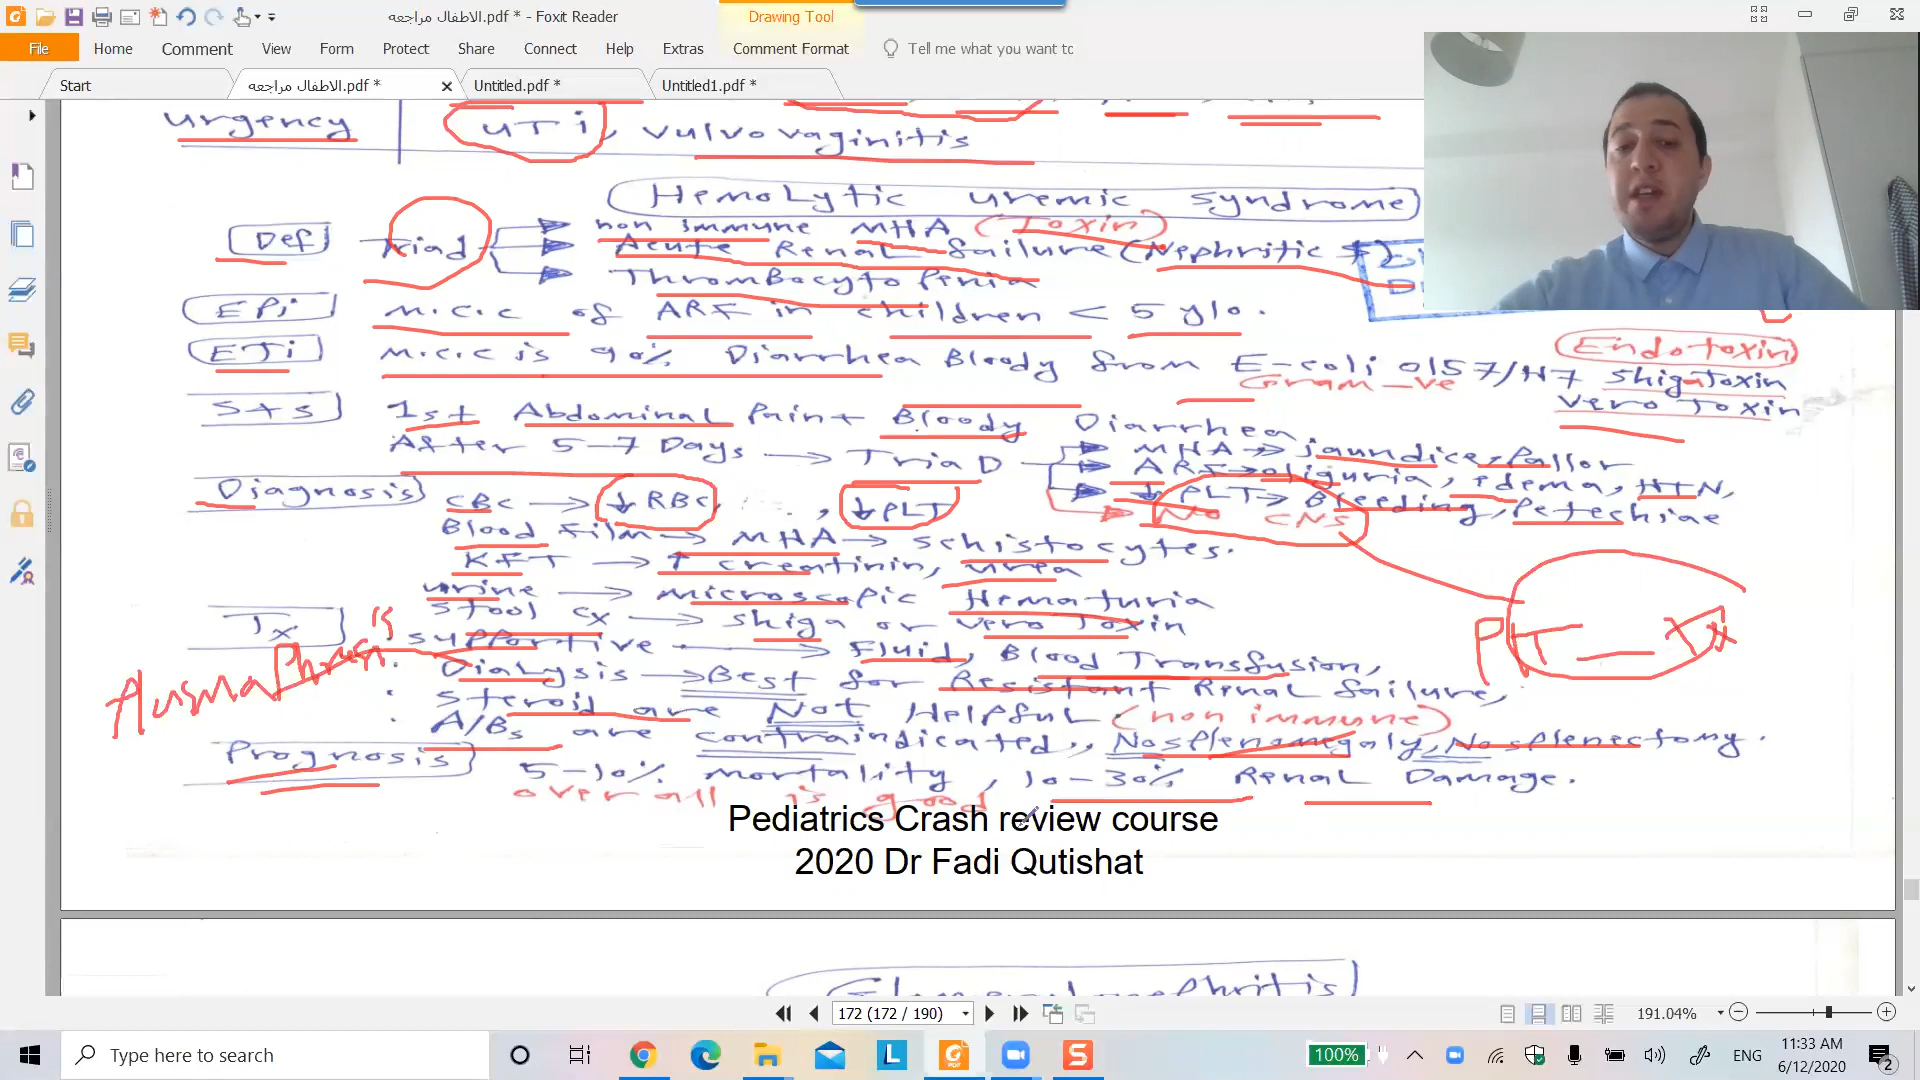 الاطفال مراجعه.pdf * - Foxit Reader
Drawing Tool
File Home Comment View Form Protect Share Connect Help Extras Comment Format Tell me what you want to
Start
الاطفال مراجعه.pdf *
Untitled.pdf *
Untitled1.pdf *
urgency
UTi, vulvovaginitis
Hemolytic uremic syndrome
Def
Triad
non immune MHA (Toxin)
Acute Renal failure (Nephritic
ThromBocytopenia
EPi M.C.C of ARF in children < 5 y/o.
ETi M.C.C is 90% Diarrhea Bloody from E-coli 0157/H7 shigatoxin
(Endotoxin)
Gram -ve
vero Toxin
S+S 1st Abdominal Pain + Bloody Diarrhea
After 5-7 Days → TriaD
MHA → jaundice, Pallor
ARF → oliguria, edema, HTN,
↓ PLT → Bleeding, Petechiae
No CNS
Diagnosis CBC → ↓ RBC, , ↓ PLT
Blood Film → MHA → schistocytes.
KFT → ↑ creatinin, urea
urine → microscopic Hematuria
stool cx → shiga or vero Toxin
Tx
supportive → Fluid, Blood Transfusion,
Dialysis → Best for Resistant Renal failure,
steroid are Not Helpful (non immune)
A/Bs are contraindicated, No splenomegaly, No splenectomy.
Prognosis 5-10% mortality, 10-30% Renal Damage.
over all is good
Pediatrics Crash review course
2020 Dr Fadi Qutishat
172 (172 / 190)
191.04%
Type here to search
100%
ENG
11:33 AM
6/12/2020
2